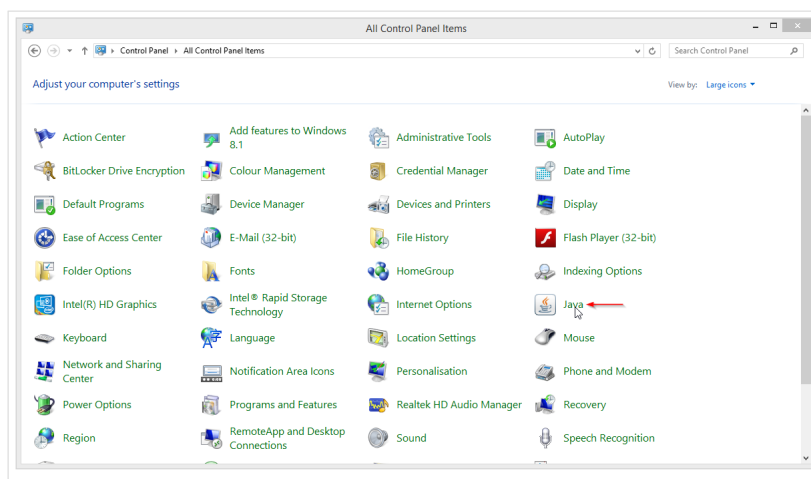 All Control Panel Items
Control Panel All Control Panel Items Search Control Panel
Adjust your computer's settings View by: Large icons
Action Center Add features to Windows 8.1 Administrative Tools AutoPlay
BitLocker Drive Encryption Colour Management Credential Manager Date and Time
Default Programs Device Manager Devices and Printers Display
Ease of Access Center E-Mail (32-bit) File History Flash Player (32-bit)
Folder Options Fonts HomeGroup Indexing Options
Intel(R) HD Graphics Intel® Rapid Storage Technology Internet Options Java
Keyboard Language Location Settings Mouse
Network and Sharing Center Notification Area Icons Personalisation Phone and Modem
Power Options Programs and Features Realtek HD Audio Manager Recovery
Region RemoteApp and Desktop Connections Sound Speech Recognition